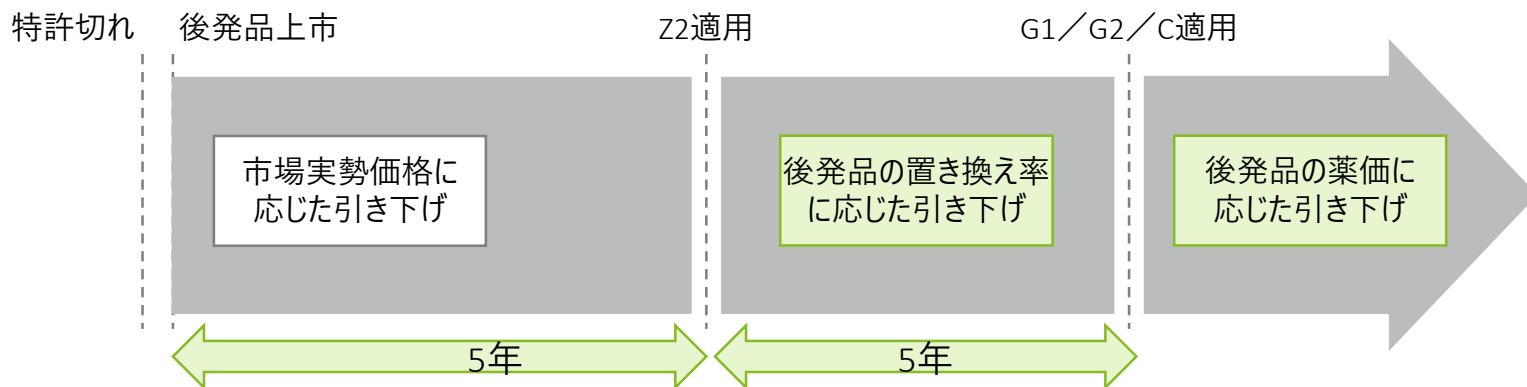 特許切れ
後発品上市
Z2適用
G1／G2／C適用
市場実勢価格に
応じた引き下げ
後発品の置き換え率
に応じた引き下げ
後発品の薬価に
応じた引き下げ
5年
5年